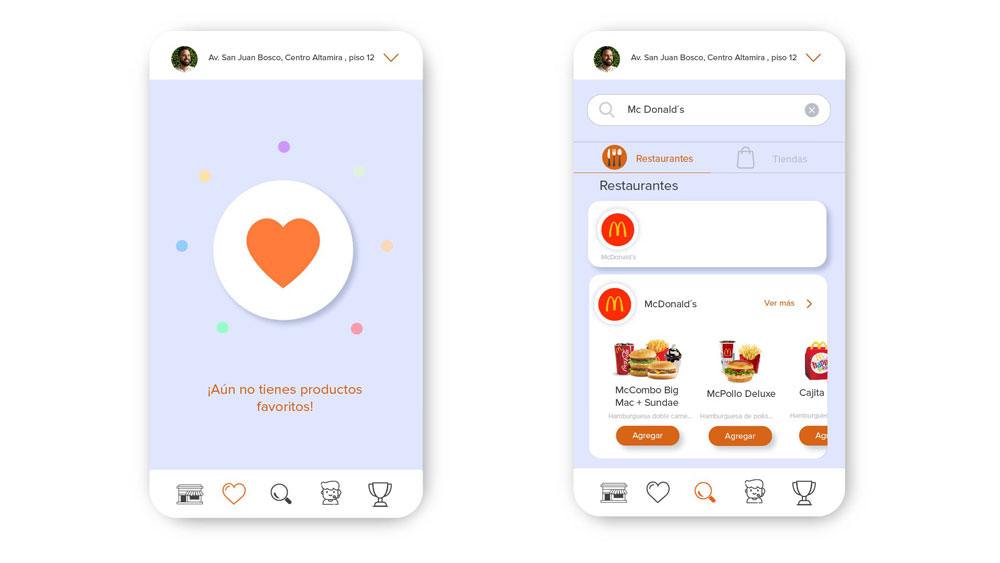 Av. San Juan Bosco, Centro Altamira , piso 12
¡Aún no tienes productos
favoritos!
Av. San Juan Bosco, Centro Altamira , piso 12
Mc Donald´s
Restaurantes
Tiendas
Restaurantes
McDonald´s
McDonald´s
Ver más
McCombo Big
Mac + Sundae
Hamburguesa doble carne...
Agregar
McPollo Deluxe
Hamburguesa de pollo...
Agregar
Cajita
Hamburgues
Ag